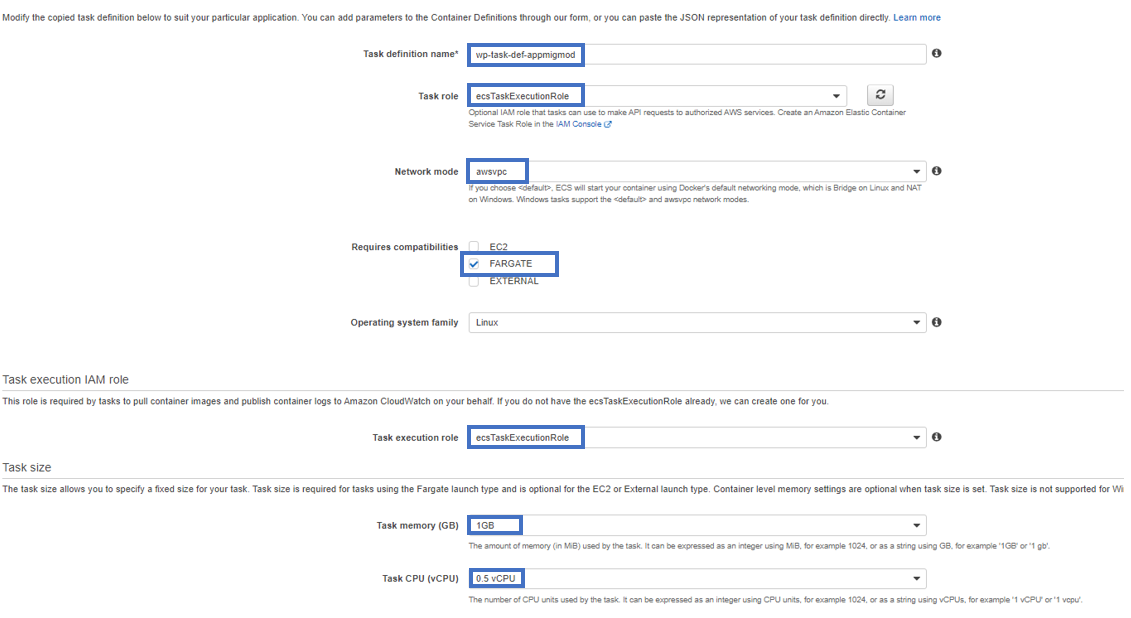 Modify the copied task definition below to suit your particular application. You can add parameters to the Container Definitions through our form, or you can paste the JSON representation of your task definition directly. Learn more
Task definition name* wp-task-def-appmigmod
Task role ecsTaskExecutionRole
Optional IAM role that tasks can use to make API requests to authorized AWS services. Create an Amazon Elastic Container
Service Task Role in the IAM Console
Network mode awsvpc
If you choose <default>, ECS will start your container using Docker's default networking mode, which is Bridge on Linux and NAT
on Windows. Windows tasks support the <default> and awsvpc network modes.
Requires compatibilities EC2
FARGATE
EXTERNAL
Operating system family Linux
Task execution IAM role
This role is required by tasks to pull container images and publish container logs to Amazon CloudWatch on your behalf. If you do not have the ecsTaskExecutionRole already, we can create one for you.
Task execution role ecsTaskExecutionRole
Task size
The task size allows you to specify a fixed size for your task. Task size is required for tasks using the Fargate launch type and is optional for the EC2 or External launch type. Container level memory settings are optional when task size is set. Task size is not supported for Wi
Task memory (GB) 1GB
The amount of memory (in MiB) used by the task. It can be expressed as an integer using MiB, for example 1024, or as a string using GB, for example '1GB' or '1 gb'.
Task CPU (vCPU) 0.5 vCPU
The number of CPU units used by the task. It can be expressed as an integer using CPU units, for example 1024, or as a string using vCPUs, for example '1 vCPU' or '1 vcpu'.